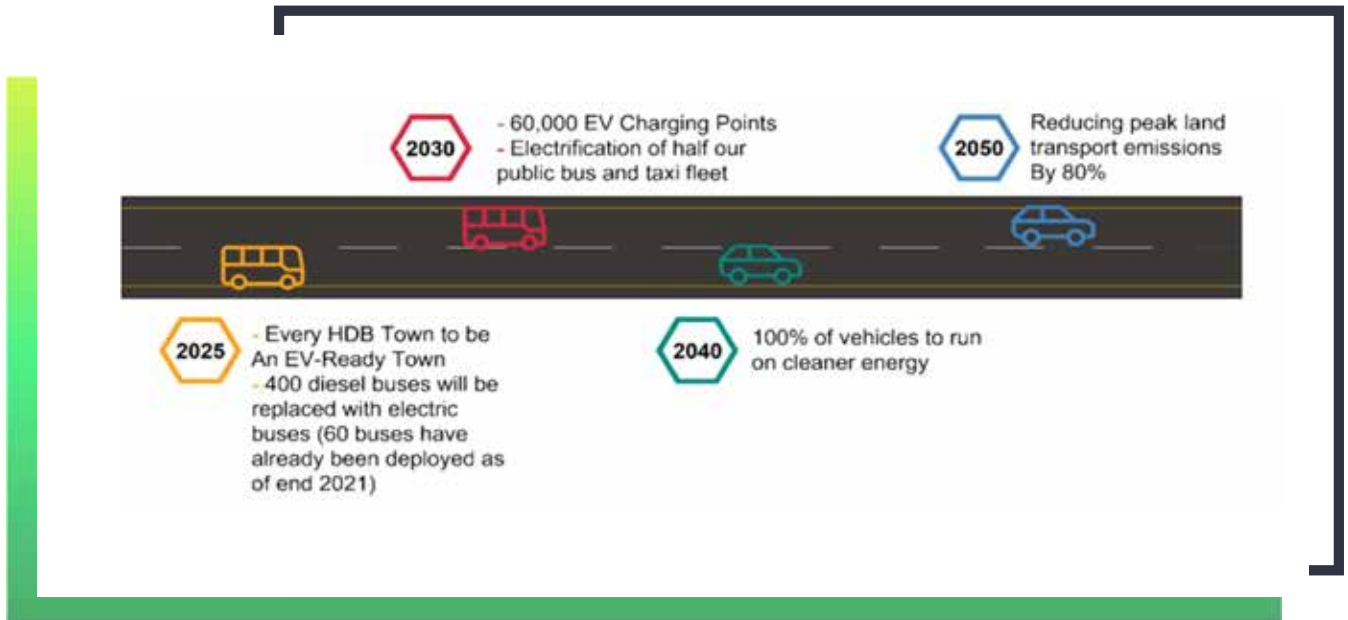 2030
- 60,000 EV Charging Points
- Electrification of half our
public bus and taxi fleet
2050
Reducing peak land
transport emissions
By 80%
2025
- Every HDB Town to be
An EV-Ready Town
- 400 diesel buses will be
replaced with electric
buses (60 buses have
already been deployed as
of end 2021)
2040
100% of vehicles to run
on cleaner energy